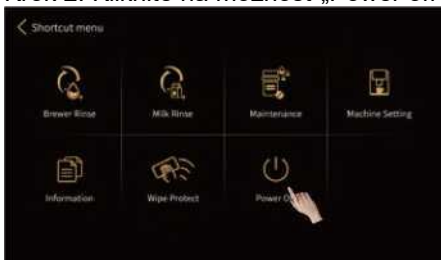 Shortcut menu
Brewer Rinse
Milk Rinse
Maintenance
Machine Setting
Information
Wipe Protect
Power